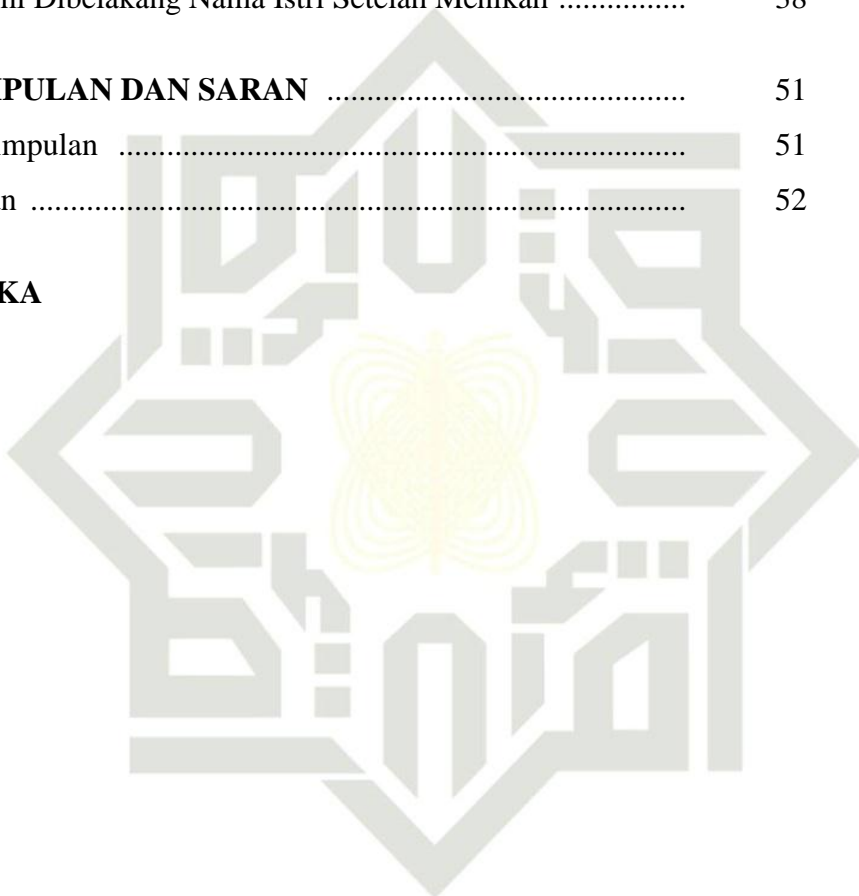 Dibelakang Nama Istri Setelah Menikah ................ 38
PULAN DAN SARAN .............................................. 51
mpulan ........................................................................ 51
n ................................................................................... 52
KA